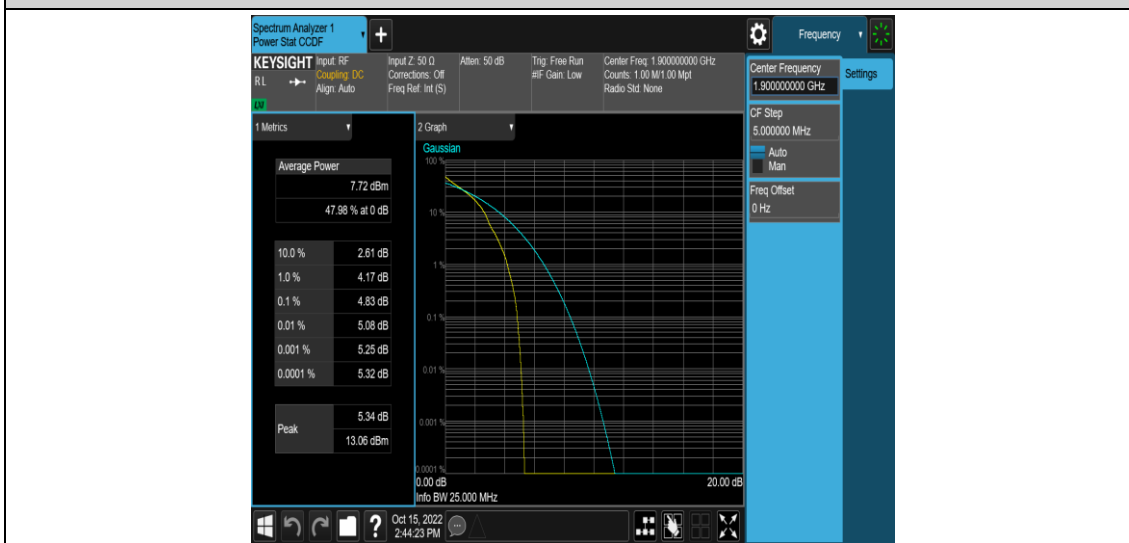 Spectrum Analyzer 1
Power Stat CCDF
+
Frequency
KEYSIGHT
RL
LXI
Input: RF
Coupling: DC
Align: Auto
Input Z: 50 Ω
Corrections: Off
Freq Ref: Int (S)
Atten: 50 dB
Trig: Free Run
#IF Gain: Low
Center Freq: 1.900000000 GHz
Counts: 1.00 M/1.00 Mpt
Radio Std: None
Center Frequency
1.900000000 GHz
Settings
CF Step
5.000000 MHz
Auto
Man
Freq Offset
0 Hz
1 Metrics
Average Power
7.72 dBm
47.98 % at 0 dB
10.0 % 2.61 dB
1.0 % 4.17 dB
0.1 % 4.83 dB
0.01 % 5.08 dB
0.001 % 5.25 dB
0.0001 % 5.32 dB
Peak
5.34 dB
13.06 dBm
2 Graph
Gaussian
100 %
10 %
1 %
0.1 %
0.01 %
0.001 %
0.0001 %
0.00 dB 20.00 dB
Info BW 25.000 MHz
?
Oct 15, 2022
2:44:23 PM